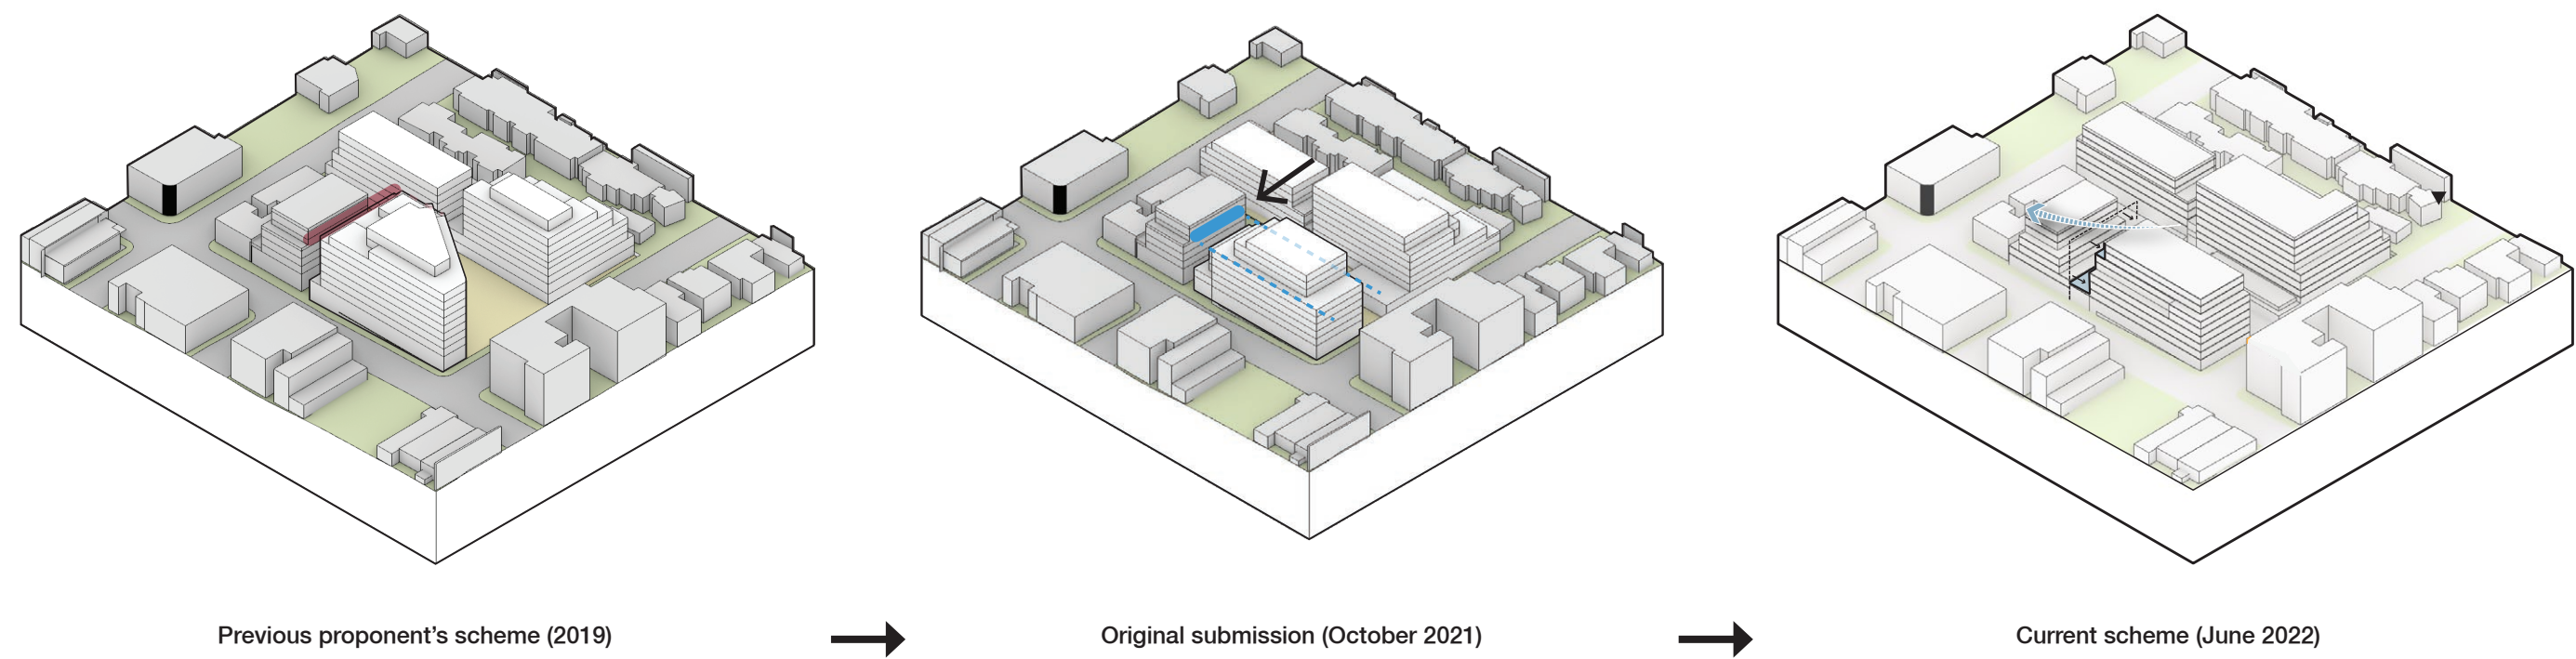 Previous proponent's scheme (2019)
Original submission (October 2021)
Current scheme (June 2022)